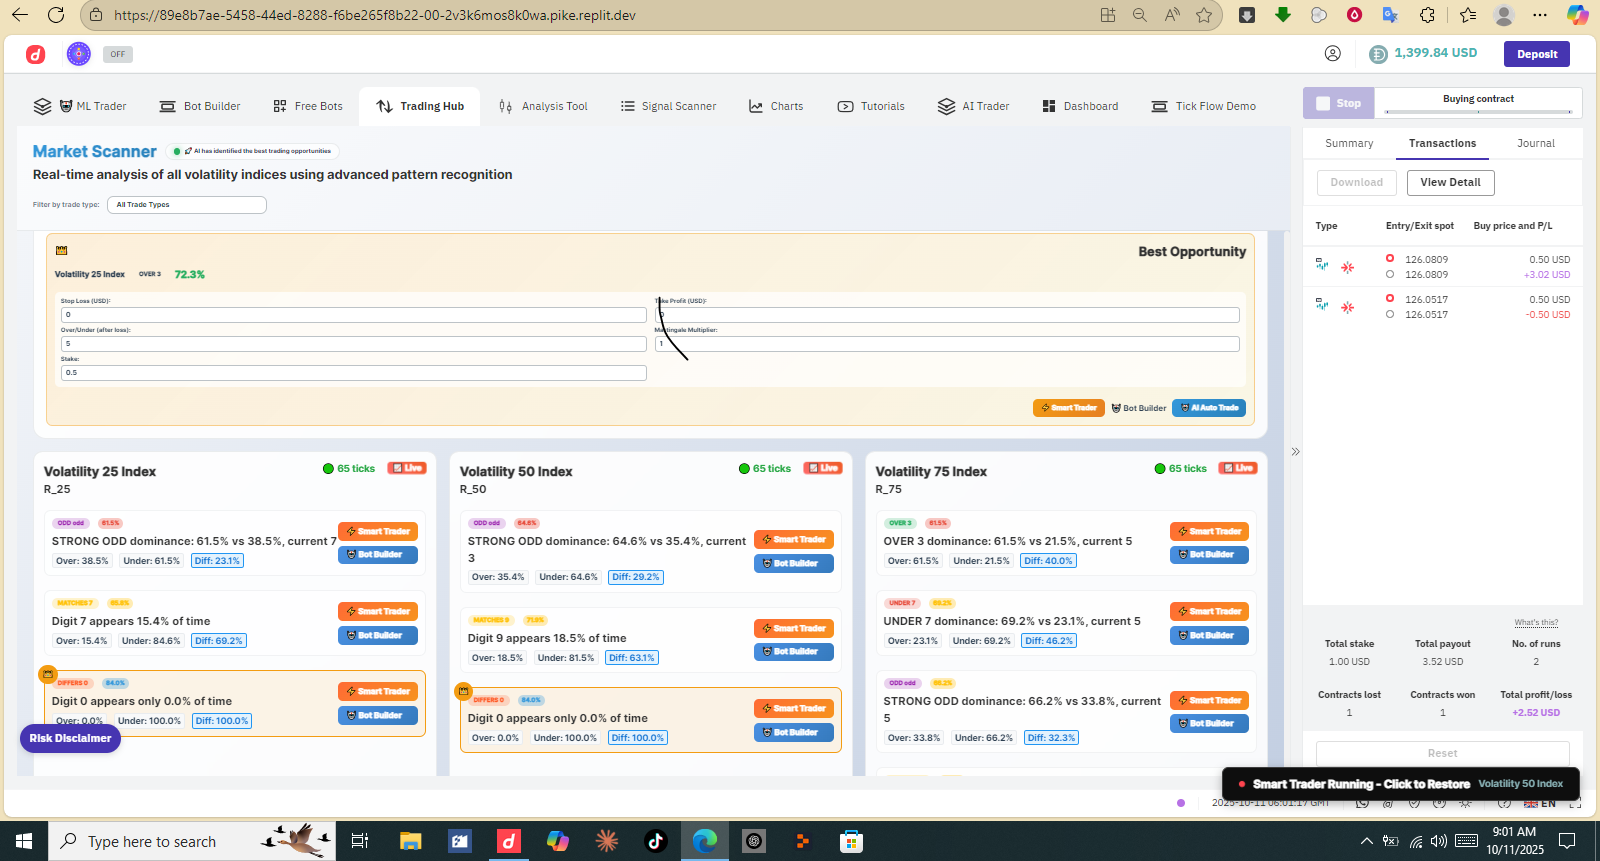 https://89e8b7ae-5458-44ed-8288-f6be265f8b22-00-2v3k6mos8k0wa.pike.replit.dev
OFF
1,399.84 USD
Deposit
ML Trader
Bot Builder
Free Bots
Trading Hub
Analysis Tool
Signal Scanner
Charts
Tutorials
AI Trader
Dashboard
Tick Flow Demo
Stop
Buying contract
Market Scanner
AI has identified the best trading opportunities
Real-time analysis of all volatility indices using advanced pattern recognition
Filter by trade type:
All Trade Types
Best Opportunity
Volatility 25 Index
OVER 3
72.3%
Stop Loss (USD):
0
Take Profit (USD):
0
Over/Under (after loss):
5
Martingale Multiplier:
1
Stake:
0.5
Smart Trader
Bot Builder
AI Auto Trade
Volatility 25 Index
65 ticks
Live
R_25
ODD odd
61.5%
STRONG ODD dominance: 61.5% vs 38.5%, current 7
Over: 38.5%
Under: 61.5%
Diff: 23.1%
Smart Trader
Bot Builder
MATCHES 7
Digit 7 appears 15.4% of time
Over: 15.4%
Under: 84.6%
Diff: 69.2%
Smart Trader
Bot Builder
DIFFERS 0
84.0%
Digit 0 appears only 0.0% of time
Over: 0.0%
Under: 100.0%
Diff: 100.0%
Smart Trader
Bot Builder
Risk Disclaimer
Volatility 50 Index
65 ticks
Live
R_50
ODD odd
64.6%
STRONG ODD dominance: 64.6% vs 35.4%, current
3
Over: 35.4%
Under: 64.6%
Diff: 29.2%
Smart Trader
Bot Builder
MATCHES 9
71.9%
Digit 9 appears 18.5% of time
Over: 18.5%
Under: 81.5%
Diff: 63.1%
Smart Trader
Bot Builder
DIFFERS 0
84.0%
Digit 0 appears only 0.0% of time
Over: 0.0%
Under: 100.0%
Diff: 100.0%
Smart Trader
Bot Builder
Volatility 75 Index
65 ticks
Live
R_75
OVER 3
61.5%
OVER 3 dominance: 61.5% vs 21.5%, current 5
Over: 61.5%
Under: 21.5%
Diff: 40.0%
Smart Trader
Bot Builder
UNDER 7
69.2%
UNDER 7 dominance: 69.2% vs 23.1%, current 5
Over: 23.1%
Under: 69.2%
Diff: 46.2%
Smart Trader
Bot Builder
ODD odd
66.2%
STRONG ODD dominance: 66.2% vs 33.8%, current
5
Over: 33.8%
Under: 66.2%
Diff: 32.3%
Smart Trader
Bot Builder
Summary
Transactions
Journal
Download
View Detail
Type
Entry/Exit spot
Buy price and P/L
126.0809
0.50 USD
126.0809
+3.02 USD
126.0517
0.50 USD
126.0517
-0.50 USD
What's this?
Total stake
Total payout
No. of runs
1.00 USD
3.52 USD
2
Contracts lost
Contracts won
Total profit/loss
1
1
+2.52 USD
Reset
Smart Trader Running - Click to Restore
Volatility 50 Index
2025-10-11 06:01:17 GMT
EN
Type here to search
9:01 AM
10/11/2025